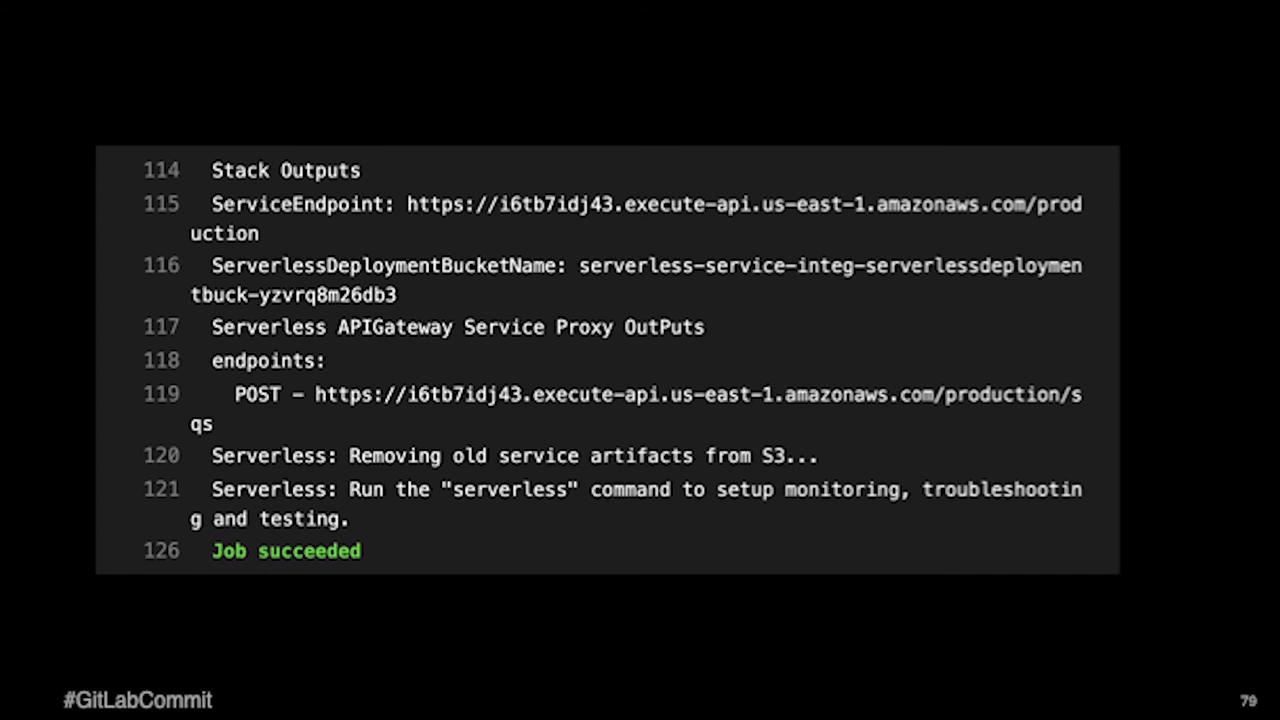 114 Stack Outputs
115 ServiceEndpoint: https://i6tb7idj43.execute-api.us-east-1.amazonaws.com/prod
uction
116 ServerlessDeploymentBucketName: serverless-service-integ-serverlessdeploymen
tbuck-yzvrq8m26db3
117 Serverless APIGateway Service Proxy OutPuts
118 endpoints:
119 POST - https://i6tb7idj43.execute-api.us-east-1.amazonaws.com/production/s
qs
120 Serverless: Removing old service artifacts from S3...
121 Serverless: Run the "serverless" command to setup monitoring, troubleshootin
g and testing.
126 Job succeeded
#GitLabCommit
79